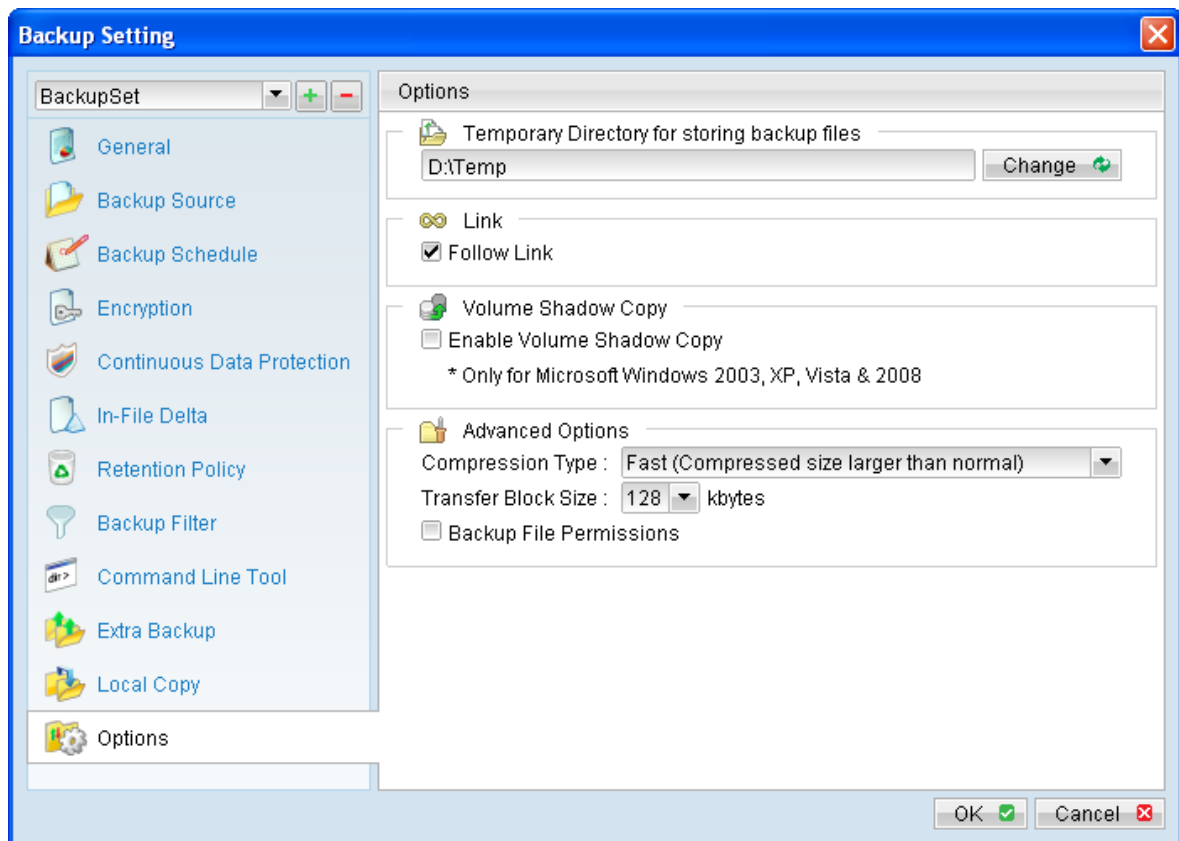 Backup Setting
BackupSet
General
Backup Source
Backup Schedule
Encryption
Continuous Data Protection
In-File Delta
Retention Policy
Backup Filter
dir>
Command Line Tool
Extra Backup
Local Copy
Options
Options
Temporary Directory for storing backup files
D:\Temp
Change
Link
Follow Link
Volume Shadow Copy
Enable Volume Shadow Copy
* Only for Microsoft Windows 2003, XP, Vista & 2008
Advanced Options
Compression Type : Fast (Compressed size larger than normal)
Transfer Block Size : 128 kbytes
Backup File Permissions
OK
Cancel